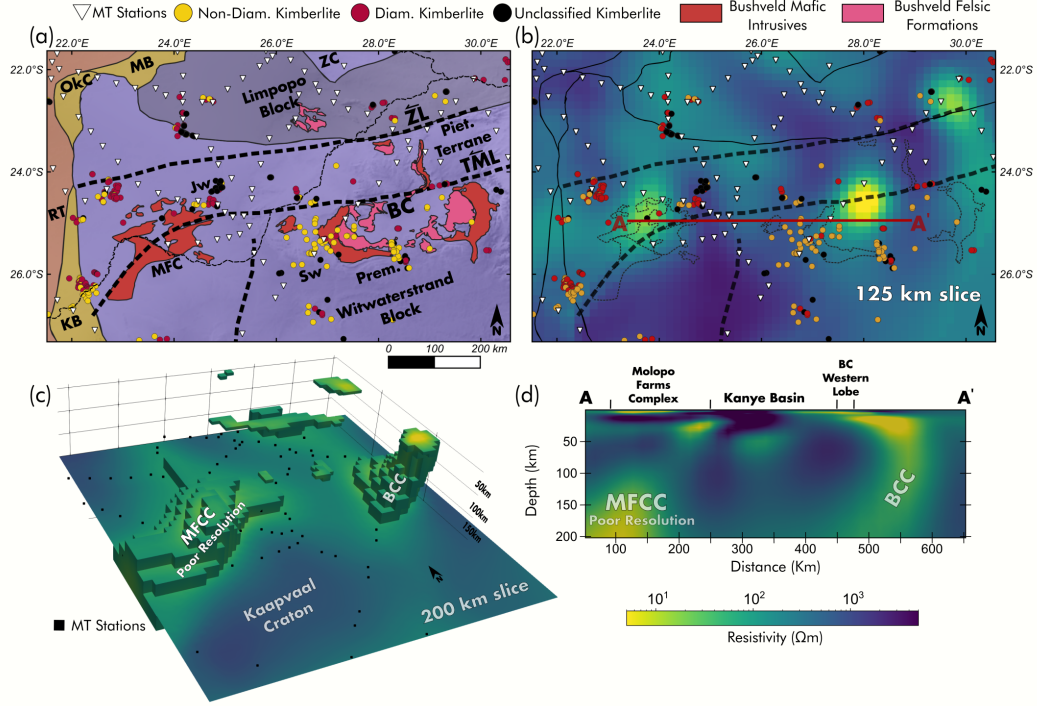 MT Stations
Non-Diam. Kimberlite
Diam. Kimberlite
Unclassified Kimberlite
Bushveld Mafic
Intrusives
Bushveld Felsic
Formations
(a)
22.0°E
24.0°E
26.0°E
28.0°E
30.0°E
22.0°S
24.0°S
26.0°S
OkC
MB
ZC
Limpopo
Block
ZL
Piet.
Terrane
TML
RT
Jw
BC
MFC
Sw
Prem.
Witwaterstrand
Block
KB
N
0 100 200 km
(b)
22.0°E
24.0°E
26.0°E
28.0°E
30.0°E
22.0°S
24.0°S
26.0°S
A
A'
125 km slice
N
(c)
50km
100km
150km
BCC
MFCC
Poor Resolution
N
Kaapvaal
Craton
200 km slice
MT Stations
(d)
A
Molopo
Farms
Complex
Kanye Basin
BC
Western
Lobe
A'
Depth (km)
50
100
150
200
MFCC
Poor Resolution
BCC
100 200 300 400 500 600
Distance (Km)
10¹ 10² 10³
Resistivity (Ωm)